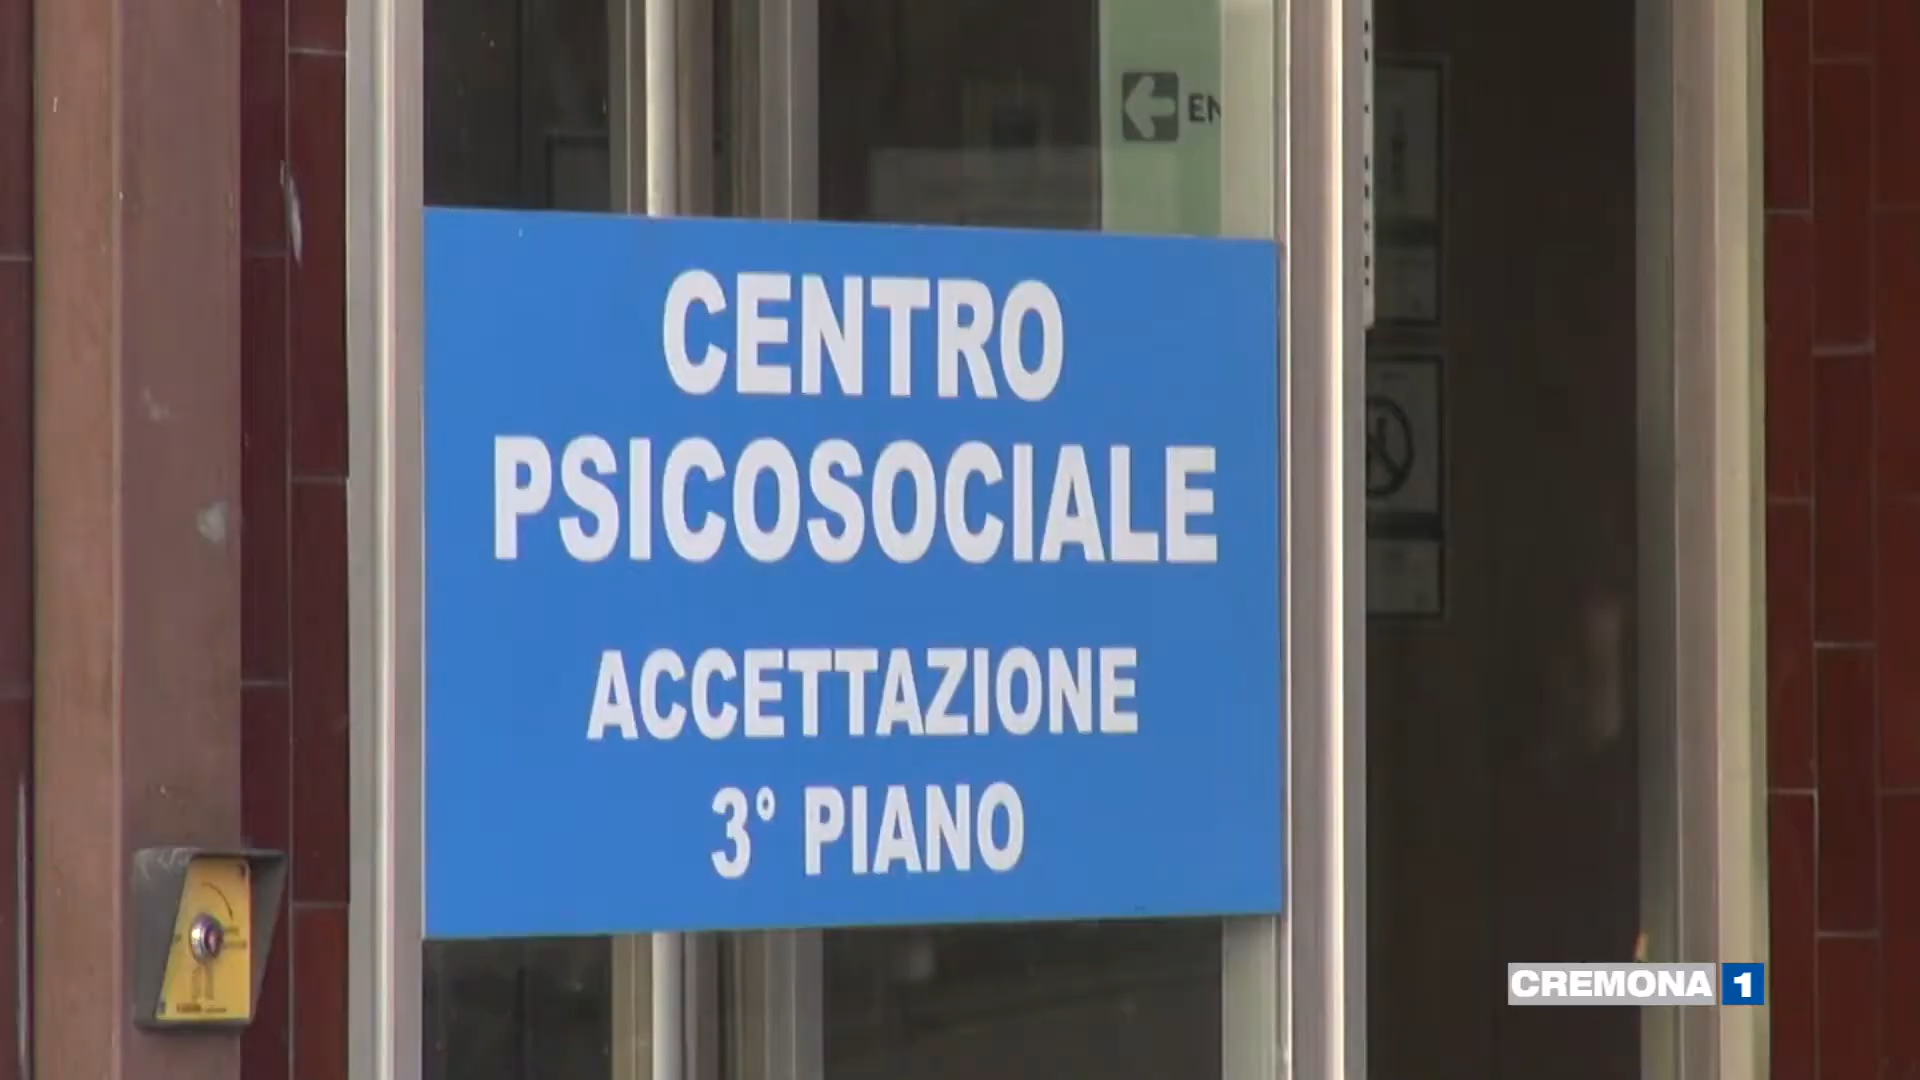 CENTRO
PSICOSOCIALE
ACCETTAZIONE
3° PIANO
CREMONA 1